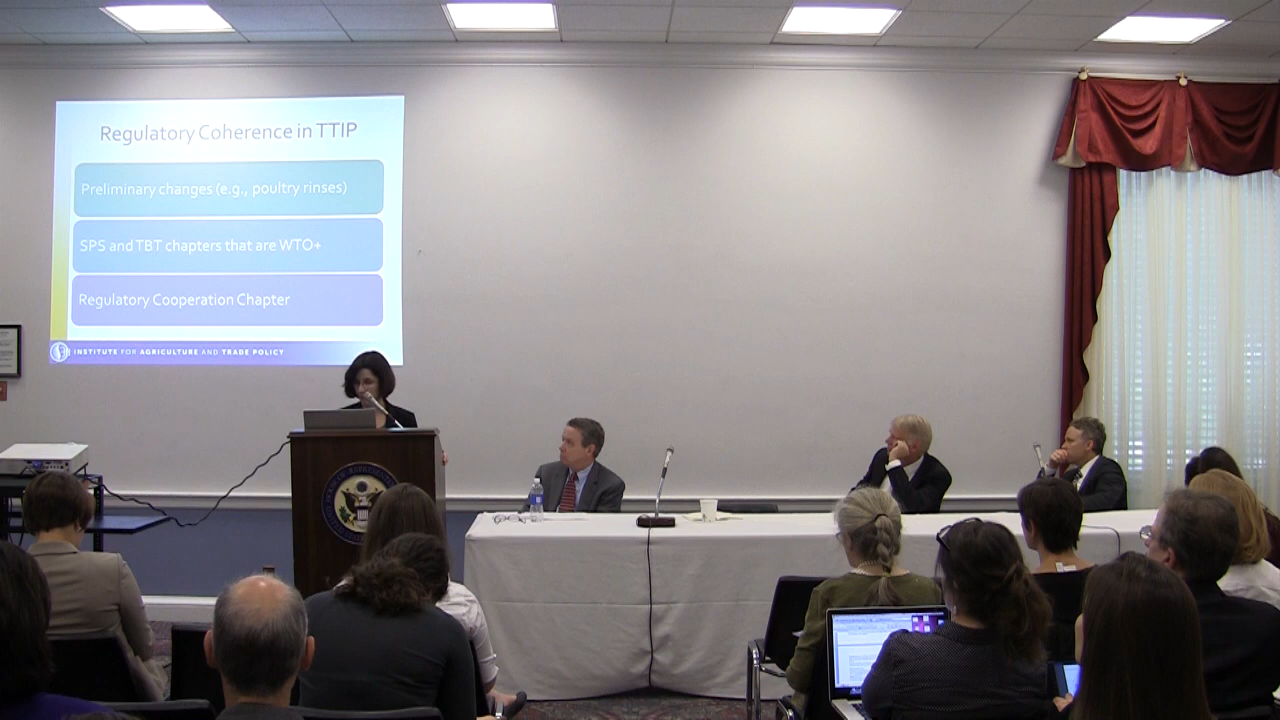 Regulatory Coherence in TTIP
Preliminary changes (e.g., poultry rinses)
SPS and TBT chapters that are WTO+
Regulatory Cooperation Chapter
INSTITUTE FOR AGRICULTURE AND TRADE POLICY